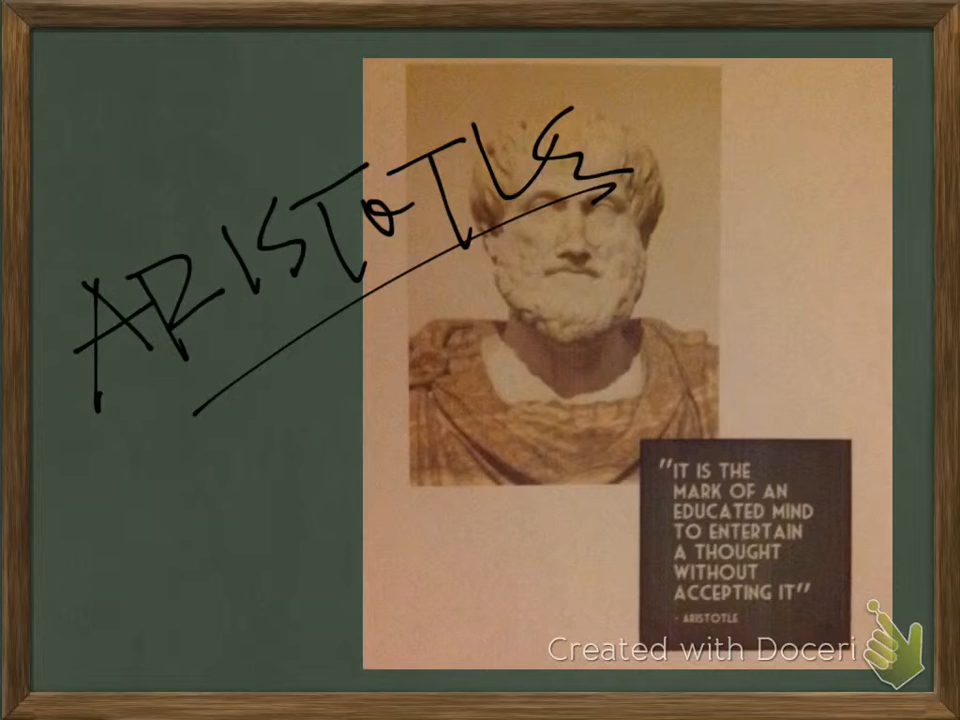 ARISTOTLE
"IT IS THE
MARK OF AN
EDUCATED MIND
TO ENTERTAIN
A THOUGHT
WITHOUT
ACCEPTING IT"
- ARISTOTLE
Created with Doceri